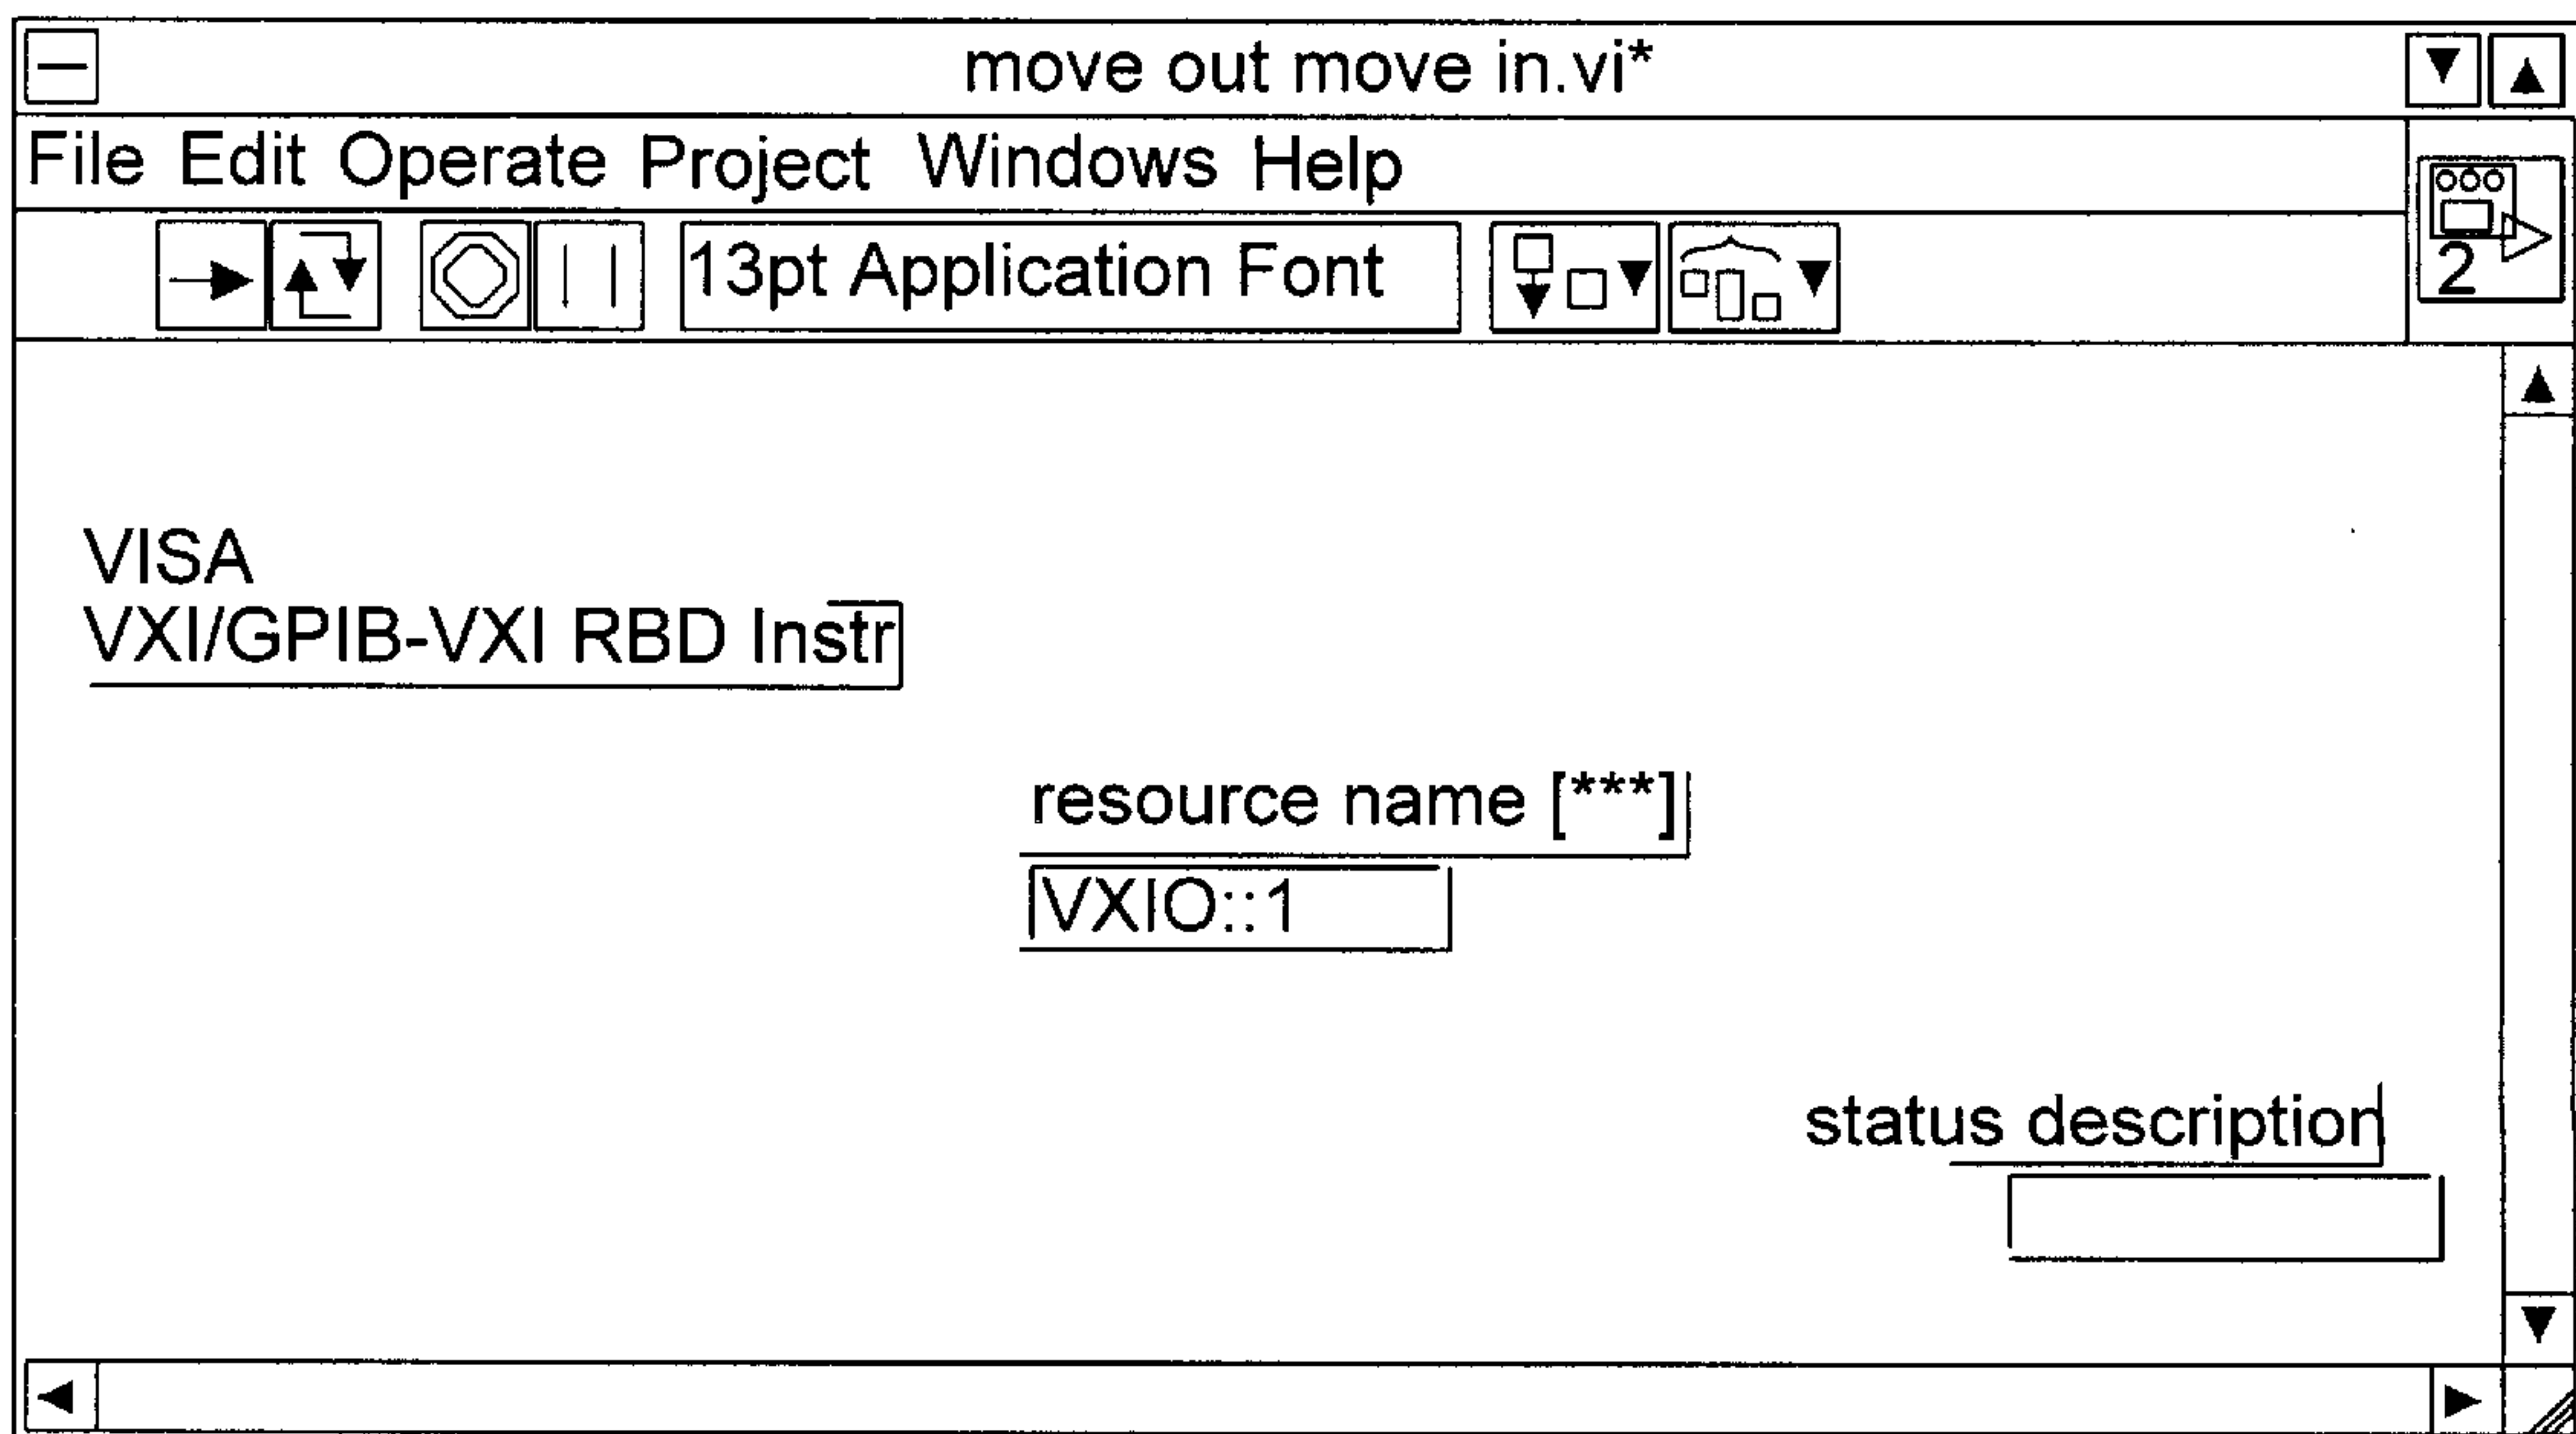 move out move in.vi*
File Edit Operate Project Windows Help
13pt Application Font
2
VISA
VXI/GPIB-VXI RBD Instr
resource name [***]
VXIO::1
status description